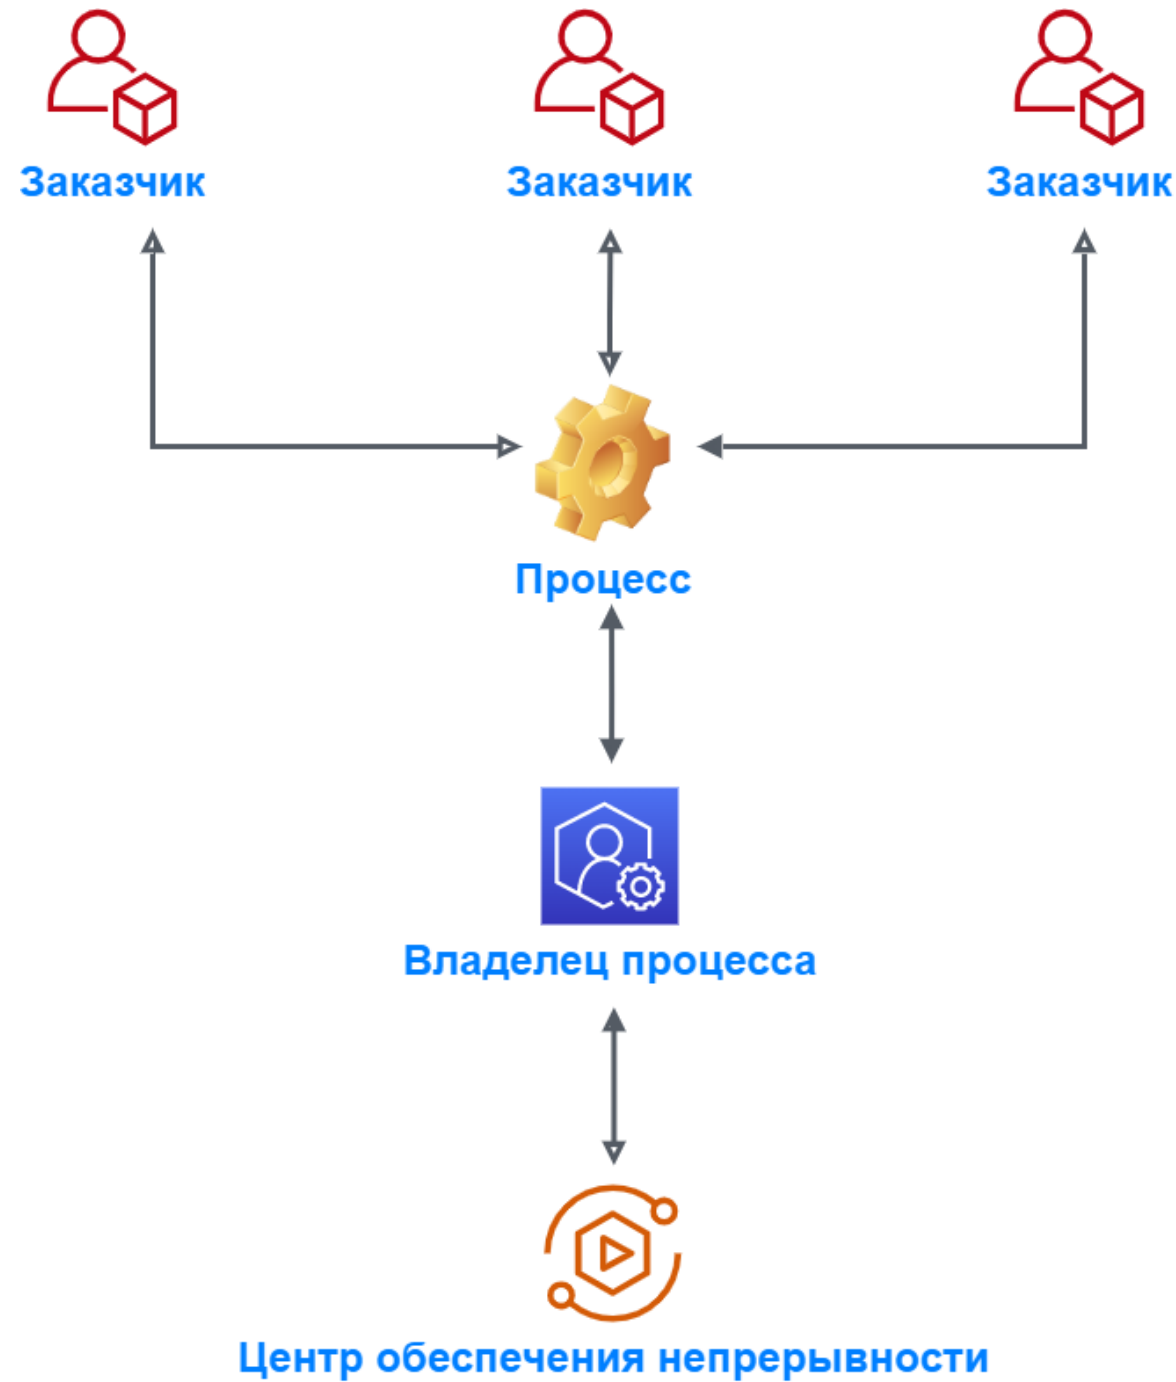 Заказчик
Заказчик
Заказчик
Процесс
Владелец процесса
Центр обеспечения непрерывности